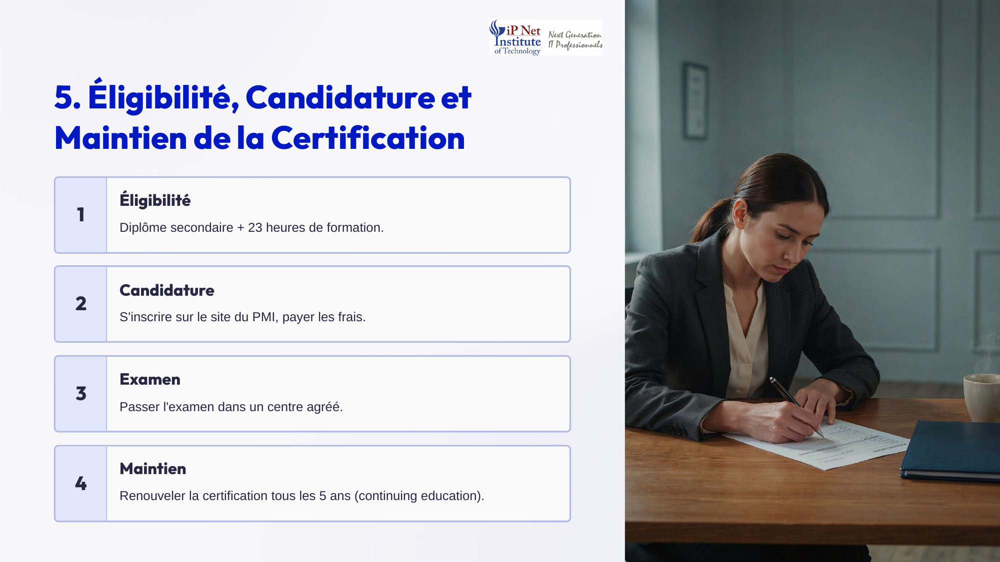 iP Net
Institute
of Technology
Next Generation
IT Professionnels
5. Éligibilité, Candidature et
Maintien de la Certification
1
Éligibilité
Diplôme secondaire + 23 heures de formation.
2
Candidature
S'inscrire sur le site du PMI, payer les frais.
3
Examen
Passer l'examen dans un centre agréé.
4
Maintien
Renouveler la certification tous les 5 ans (continuing education).